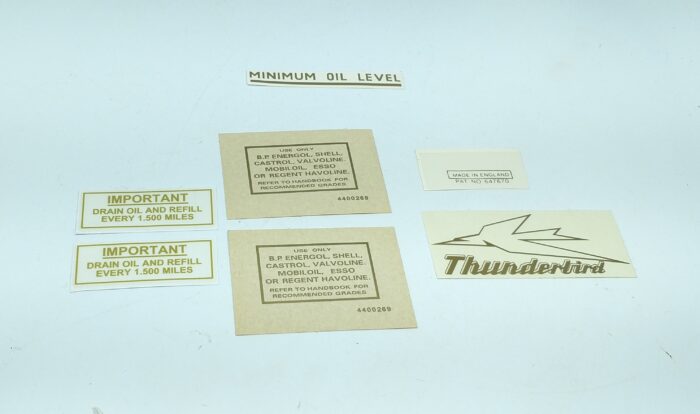 MINIMUM OIL LEVEL
USE ONLY
B.P. ENERGOL, SHELL,
CASTROL, VALVOLINE.
MOBILOIL, ESSO
OR REGENT HAVOLINE.
REFER TO HANDBOOK FOR
RECOMMENDED GRADES
4400269
MADE IN ENGLAND
PAT NO 647670
IMPORTANT
DRAIN OIL AND REFILL
EVERY 1.500 MILES
IMPORTANT
DRAIN OIL AND REFILL
EVERY 1.500 MILES
USE ONLY
B.P. ENERGOL, SHELL,
CASTROL, VALVOLINE.
MOBILOIL, ESSO
OR REGENT HAVOLINE.
REFER TO HANDBOOK FOR
RECOMMENDED GRADES
4400269
Thunderbird